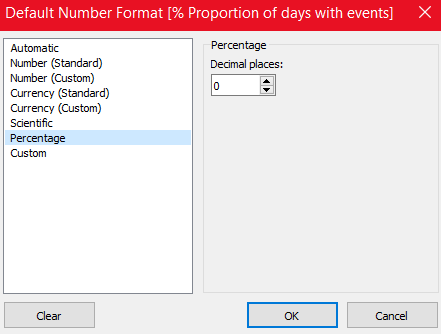 Default Number Format [% Proportion of days with events]
Automatic
Number (Standard)
Number (Custom)
Currency (Standard)
Currency (Custom)
Scientific
Percentage
Custom
Percentage
Decimal places:
0
Clear
OK
Cancel